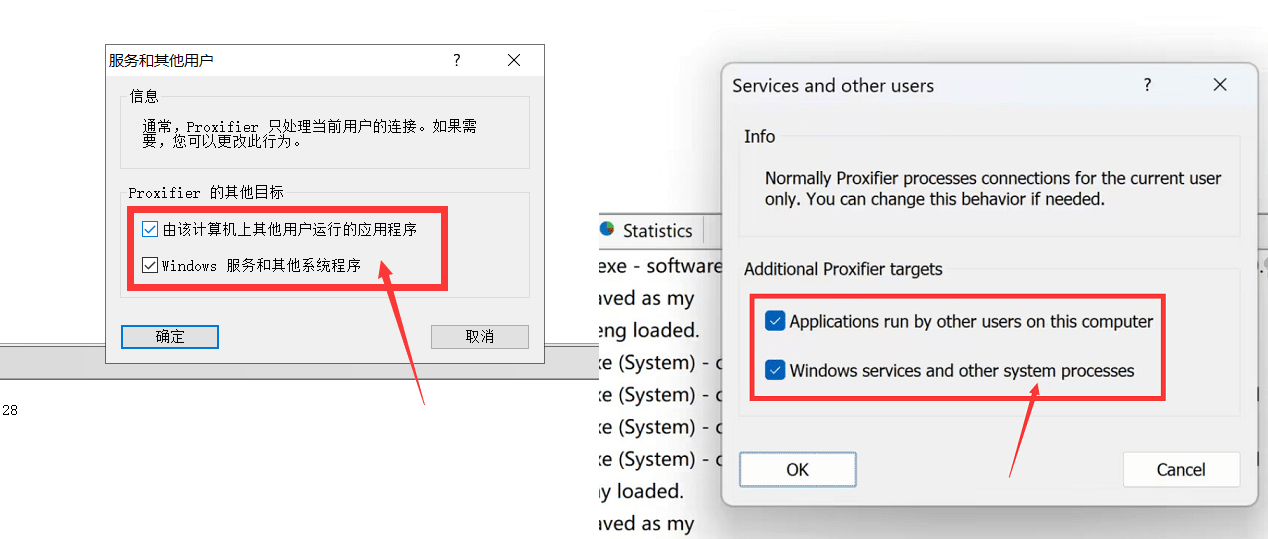 服务和其他用户
信息
通常，Proxifier 只处理当前用户的连接。如果需
要，您可以更改此行为。
Proxifier 的其他目标
由该计算机上其他用户运行的应用程序
Windows 服务和其他系统程序
确定
取消
28
Services and other users
Info
Normally Proxifier processes connections for the current user
only. You can change this behavior if needed.
Additional Proxifier targets
Applications run by other users on this computer
Windows services and other system processes
OK
Cancel
Statistics
exe - software
aved as my
eng loaded.
xe (System) - c
xe (System) - c
xe (System) - c
xe (System) - c
ny loaded.
aved as my